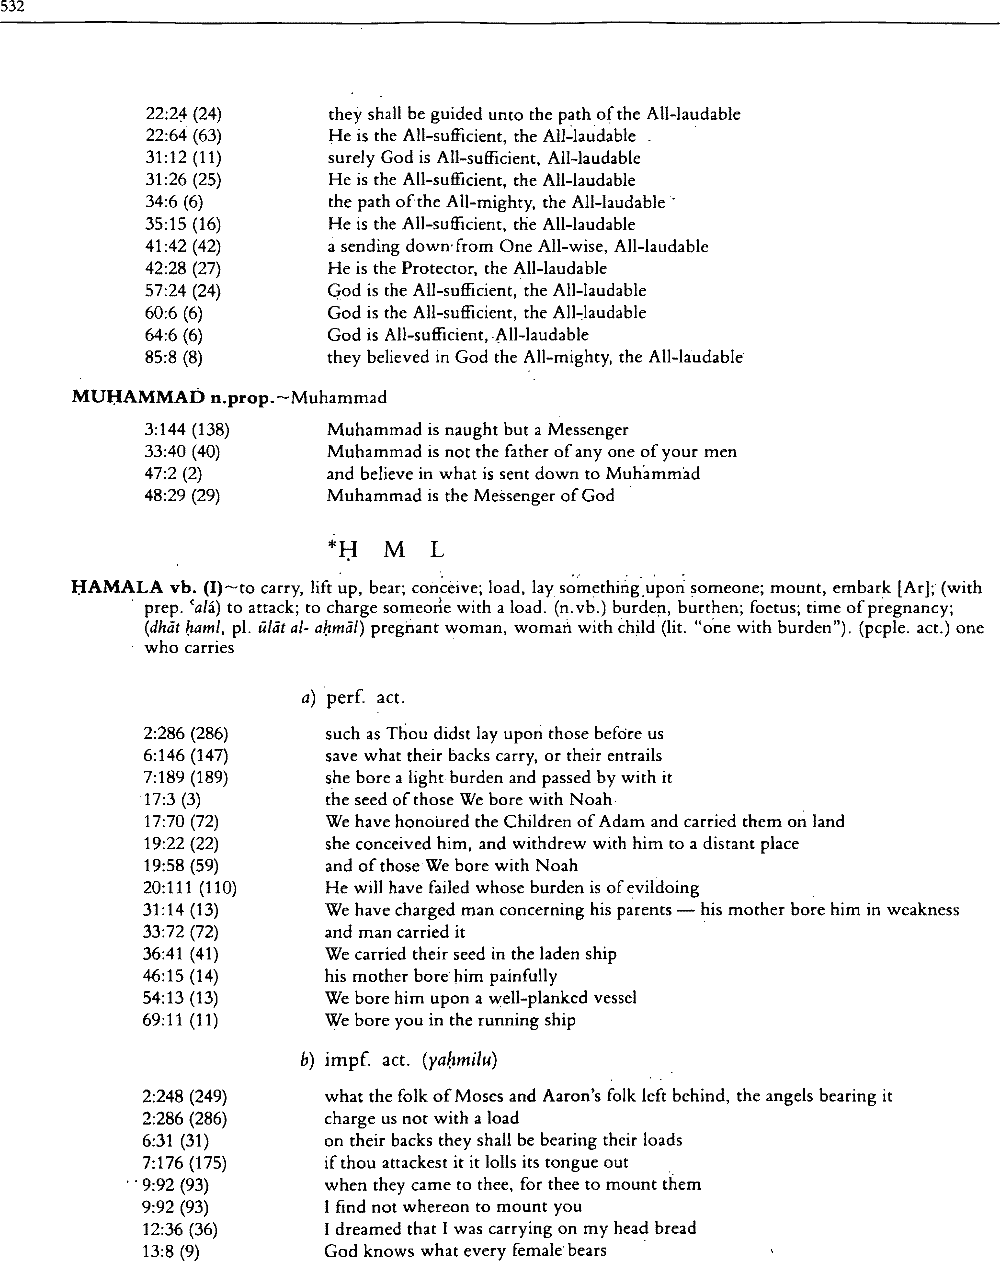 532
22:24 (24) they shall be guided unto the path of the All-laudable
22:64 (63) He is the All-sufficient, the All-laudable
31:12 (11) surely God is All-sufficient, All-laudable
31:26 (25) He is the All-sufficient, the All-laudable
34:6 (6) the path of the All-mighty, the All-laudable
35:15 (16) He is the All-sufficient, the All-laudable
41:42 (42) a sending down from One All-wise, All-laudable
42:28 (27) He is the Protector, the All-laudable
57:24 (24) God is the All-sufficient, the All-laudable
60:6 (6) God is the All-sufficient, the All-laudable
64:6 (6) God is All-sufficient, All-laudable
85:8 (8) they believed in God the All-mighty, the All-laudable
MUḤAMMAD n.prop.~Muhammad
3:144 (138) Muhammad is naught but a Messenger
33:40 (40) Muhammad is not the father of any one of your men
47:2 (2) and believe in what is sent down to Muhammad
48:29 (29) Muhammad is the Messenger of God
*Ḥ M L
ḤAMALA vb. (I)~to carry, lift up, bear; conceive; load, lay something upon someone; mount, embark [Ar]; (with
prep. ʿalá) to attack; to charge someone with a load. (n.vb.) burden, burthen; foetus; time of pregnancy;
(dhāt ḥaml, pl. ūlāt al- aḥmāl) pregnant woman, woman with child (lit. "one with burden"). (pcple. act.) one
who carries
a) perf. act.
2:286 (286) such as Thou didst lay upon those before us
6:146 (147) save what their backs carry, or their entrails
7:189 (189) she bore a light burden and passed by with it
17:3 (3) the seed of those We bore with Noah
17:70 (72) We have honoured the Children of Adam and carried them on land
19:22 (22) she conceived him, and withdrew with him to a distant place
19:58 (59) and of those We bore with Noah
20:111 (110) He will have failed whose burden is of evildoing
31:14 (13) We have charged man concerning his parents — his mother bore him in weakness
33:72 (72) and man carried it
36:41 (41) We carried their seed in the laden ship
46:15 (14) his mother bore him painfully
54:13 (13) We bore him upon a well-planked vessel
69:11 (11) We bore you in the running ship
b) impf. act. (yaḥmilu)
2:248 (249) what the folk of Moses and Aaron's folk left behind, the angels bearing it
2:286 (286) charge us not with a load
6:31 (31) on their backs they shall be bearing their loads
7:176 (175) if thou attackest it it lolls its tongue out
9:92 (93) when they came to thee, for thee to mount them
9:92 (93) I find not whereon to mount you
12:36 (36) I dreamed that I was carrying on my head bread
13:8 (9) God knows what every female bears